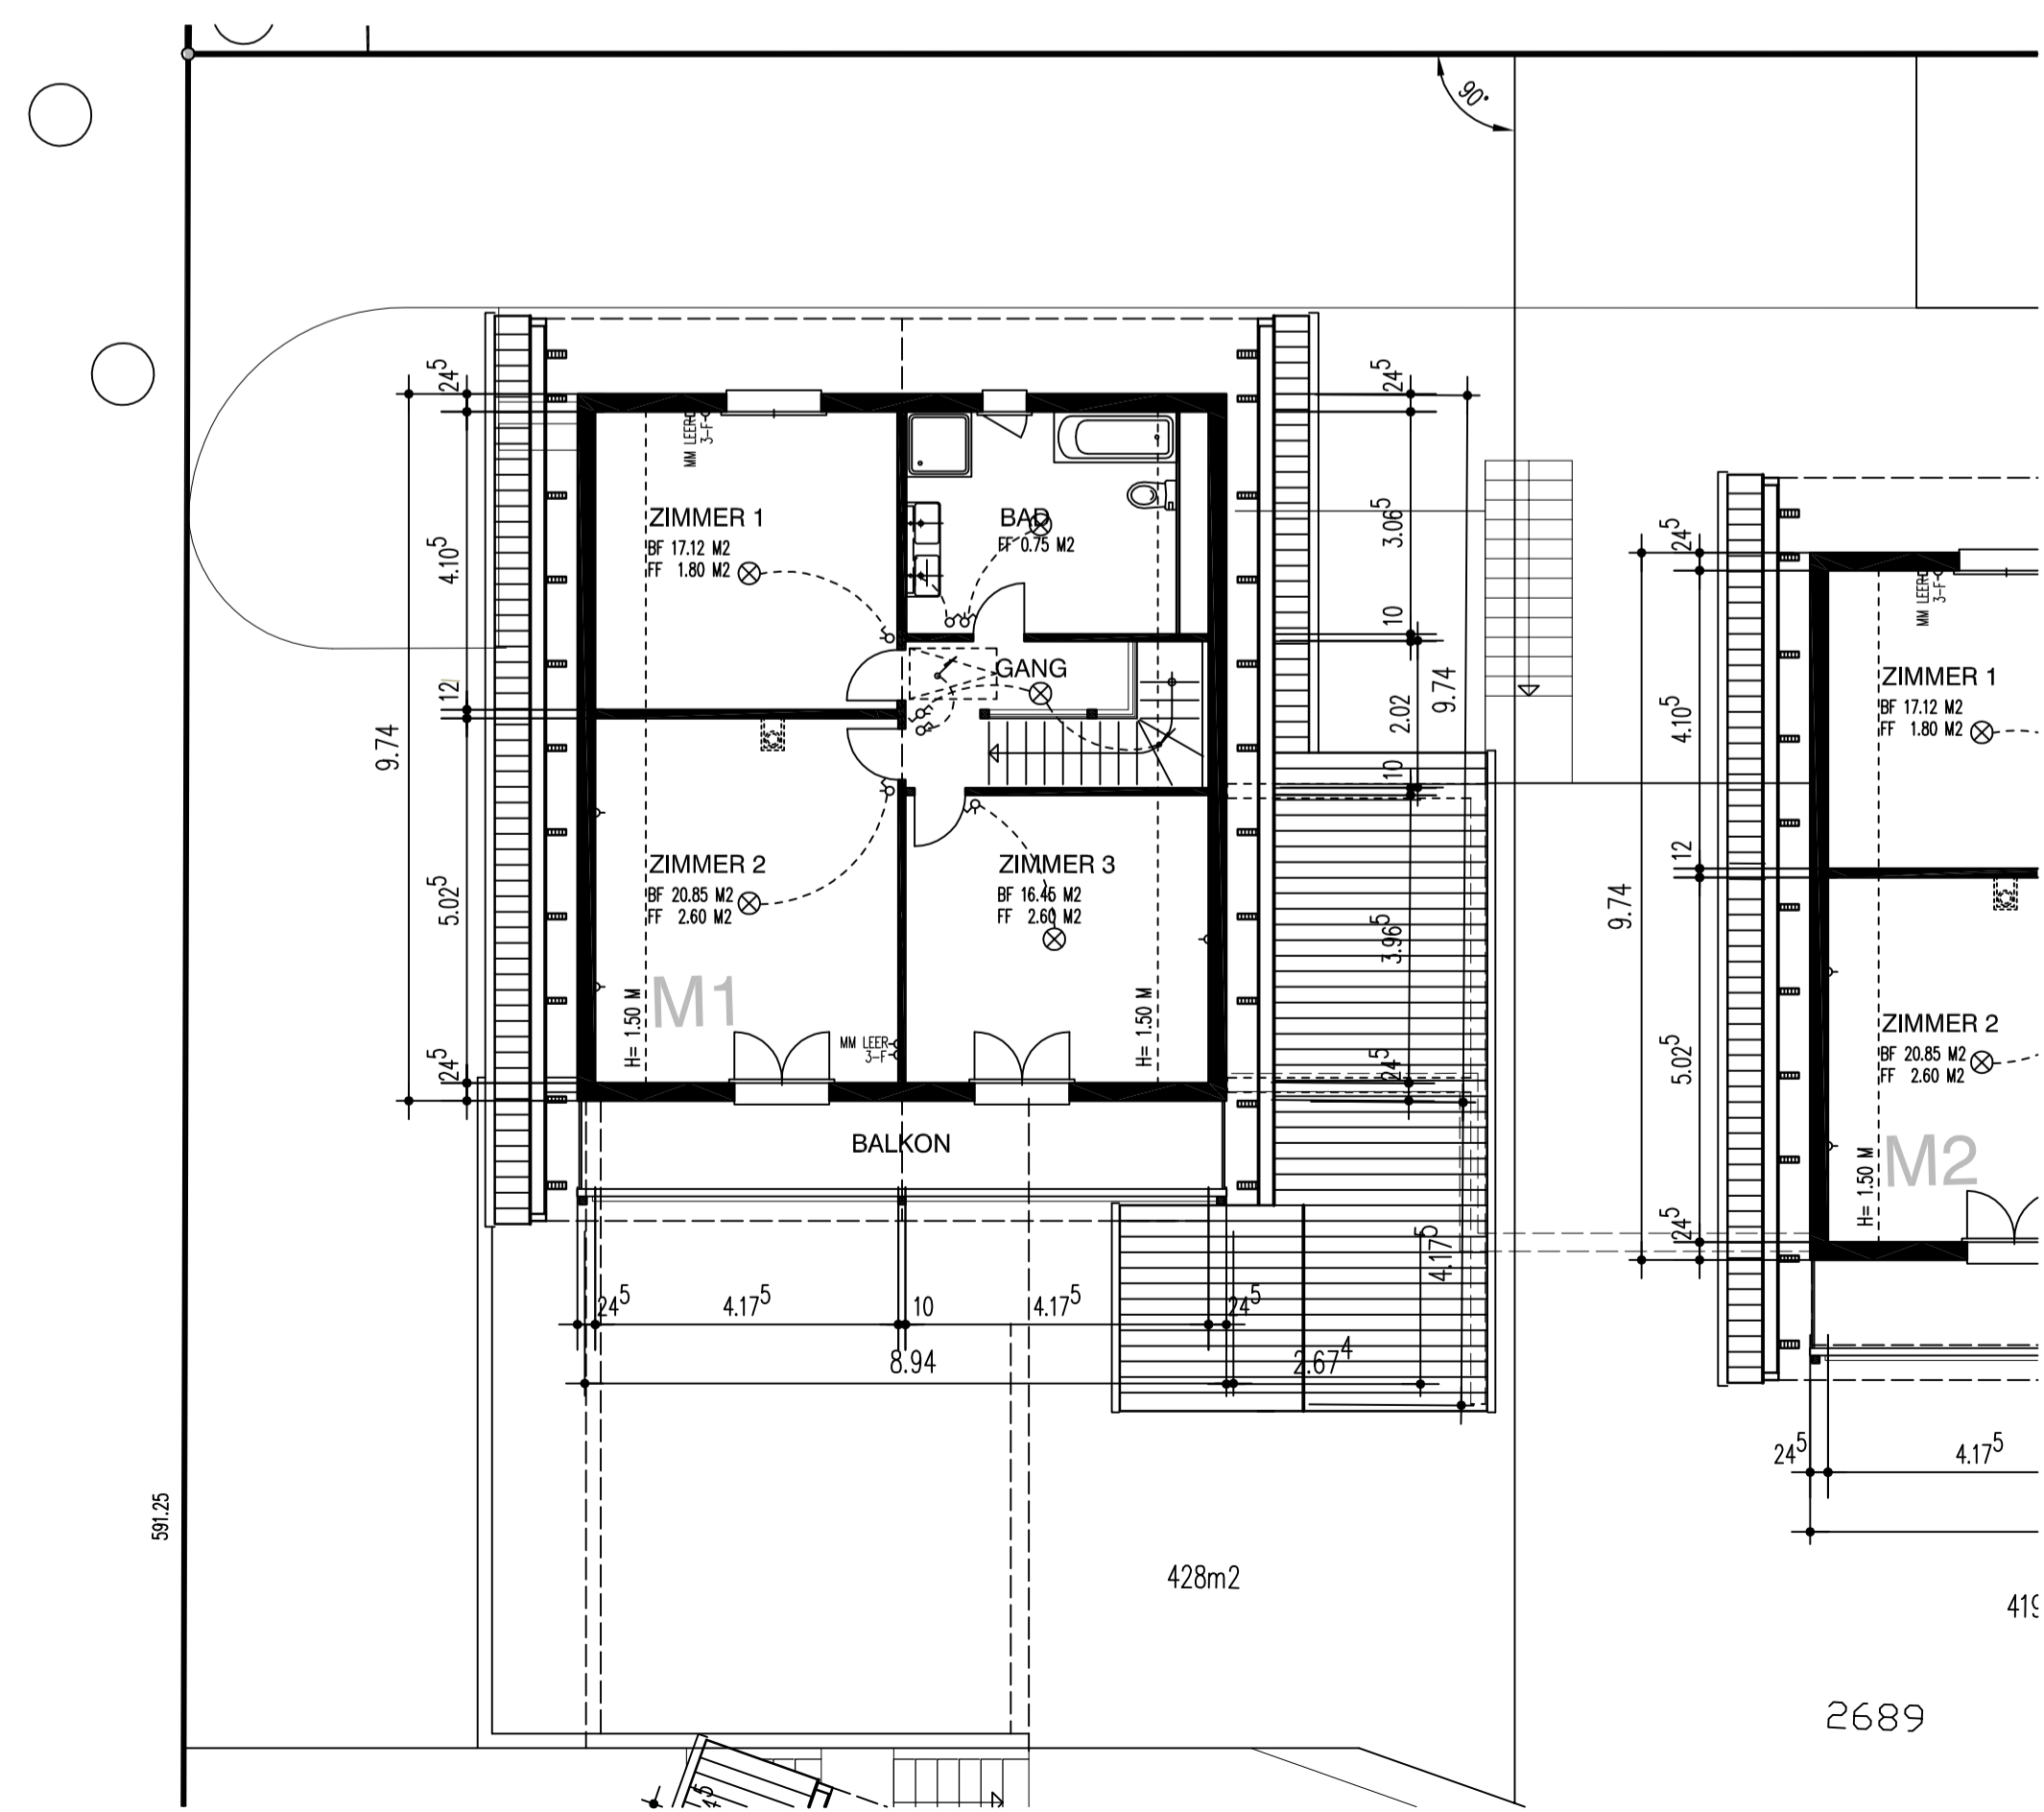 90°
24⁵
24⁵
ZIMMER 1
BF 17.12 M2
FF 1.80 M2
MM LEER
3-F
BAD
FF 0.75 M2
4.10⁵
3.06⁵
10
12
GANG
2.02
9.74
9.74
10
ZIMMER 2
BF 20.85 M2
FF 2.60 M2
ZIMMER 3
BF 16.45 M2
FF 2.60 M2
5.02⁵
3.96⁵
M1
H= 1.50 M
H= 1.50 M
MM LEER
3-F
24⁵
24⁵
BALKON
4.17⁵
24⁵
4.17⁵
10
4.17⁵
24⁵
8.94
2.67⁴
24⁵
MM LEER
3-F
ZIMMER 1
BF 17.12 M2
FF 1.80 M2
4.10⁵
12
9.74
ZIMMER 2
BF 20.85 M2
FF 2.60 M2
5.02⁵
M2
H= 1.50 M
24⁵
24⁵
4.17⁵
591.25
428m2
419
2689